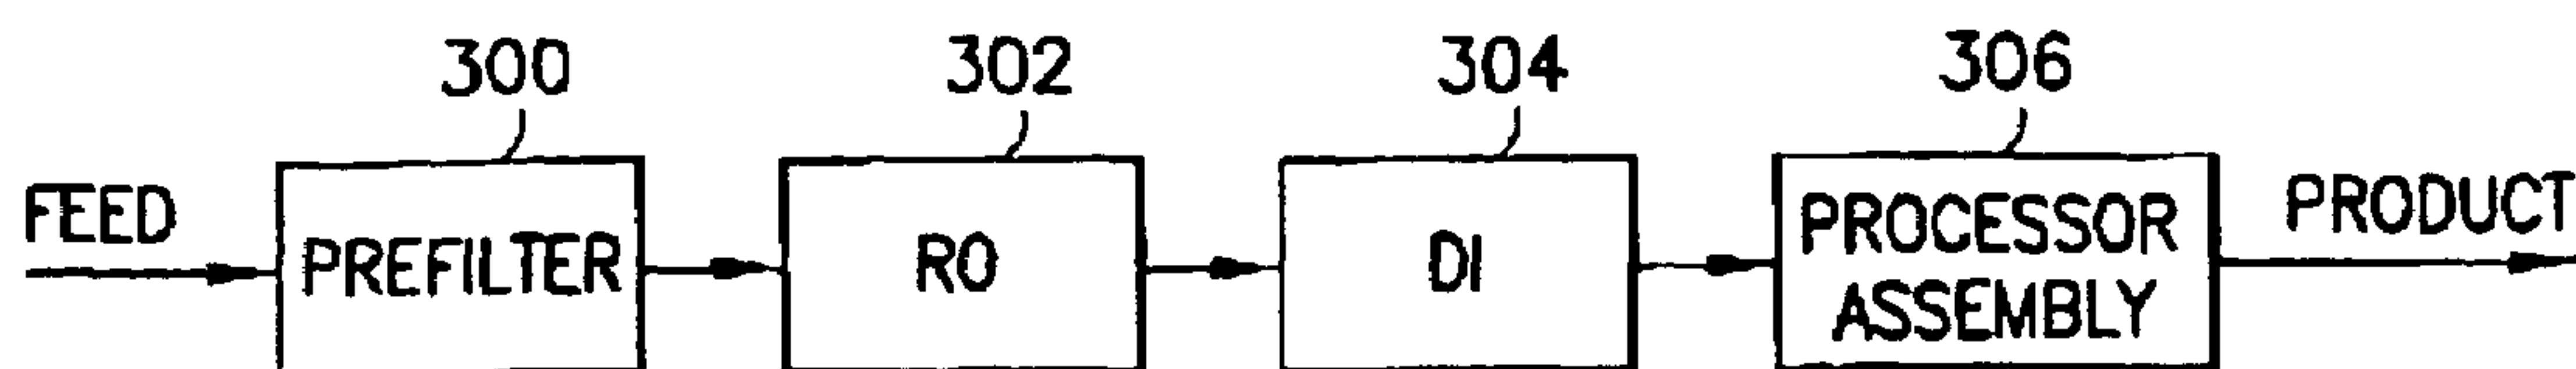 300 302 304 306
FEED PREFILTER RO DI PROCESSOR ASSEMBLY PRODUCT